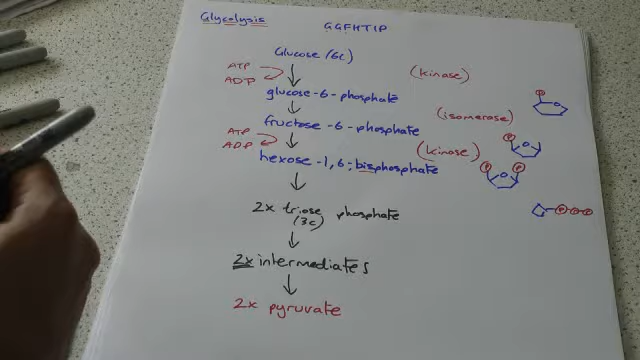 Glycolysis
GGFHTIP
Glucose (6c)
ATP
ADP
(kinase)
glucose-6-phosphate
(isomerose)
P
fructose-6-phosphate
P
ATP
ADP
(kinase)
hexose-1,6-bisphosphate
P P
2x triose phosphate
(3c)
P P P
2x intermediates
2x pyruvate